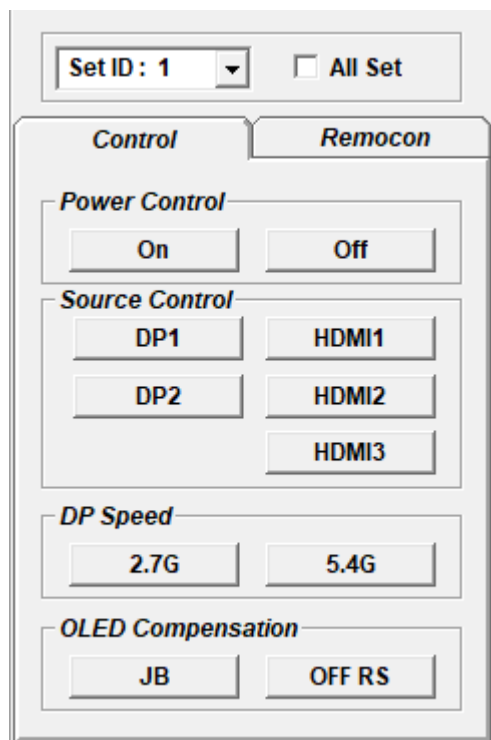 Set ID : 1 All Set
Control Remocon
Power Control
On Off
Source Control
DP1 HDMI1
DP2 HDMI2
HDMI3
DP Speed
2.7G 5.4G
OLED Compensation
JB OFF RS